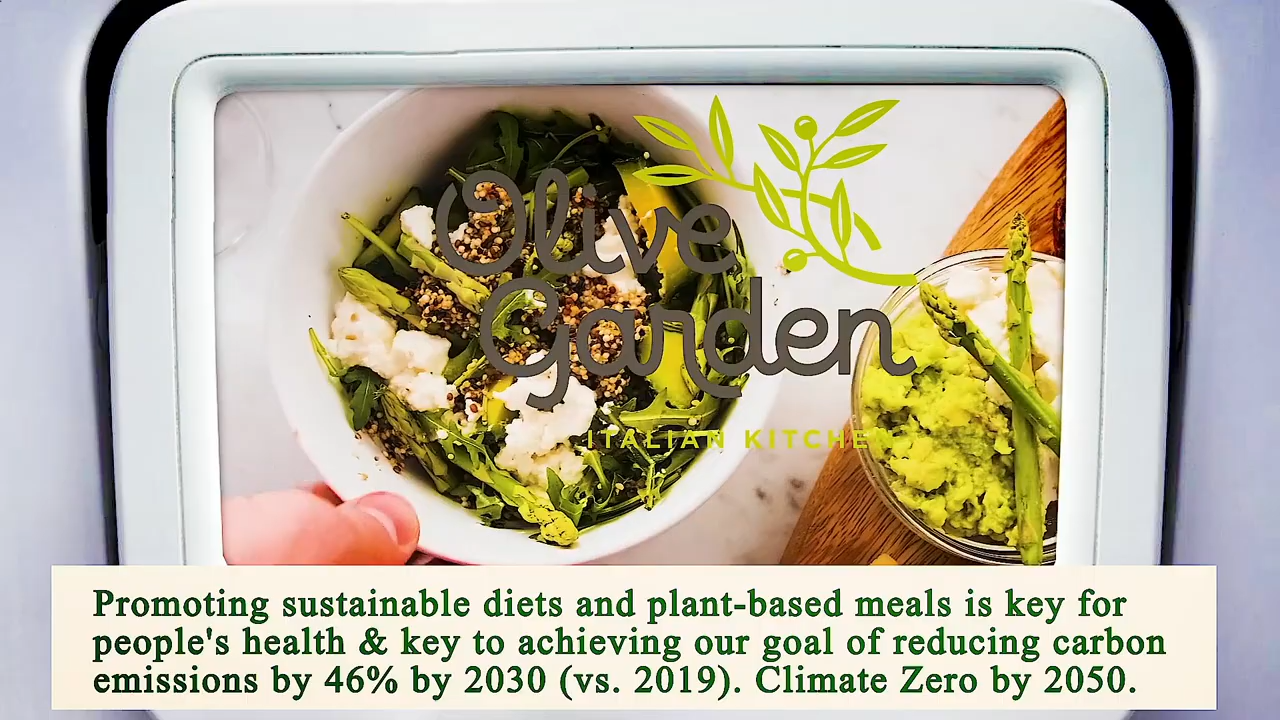 Olive
Garden
ITALIAN KITCHEN
Promoting sustainable diets and plant-based meals is key for
people's health & key to achieving our goal of reducing carbon
emissions by 46% by 2030 (vs. 2019). Climate Zero by 2050.